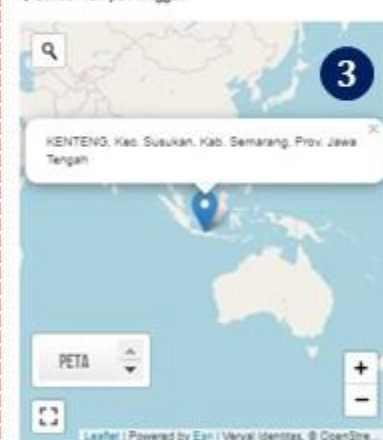 3
KENTENG, Kec. Susukan, Kab. Semarang, Prov. Jawa
Tengah
×
PETA
+
−
Leaflet | Powered by Esri | Verval Identitas, © OpenStre